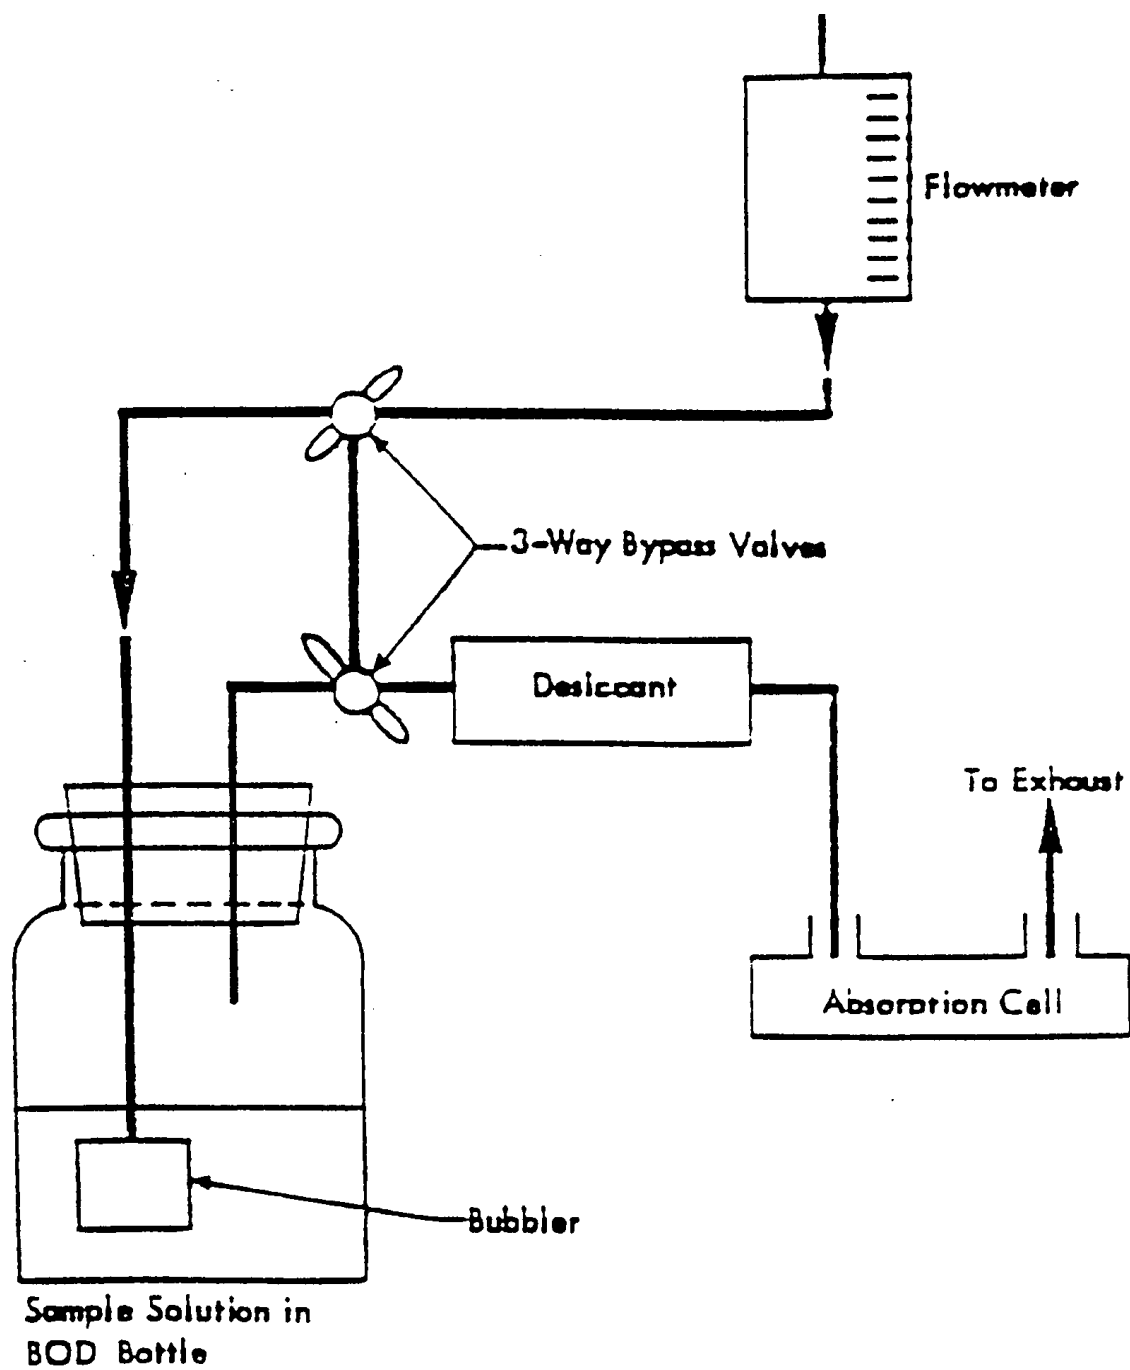 Flowmeter
3-Way Bypass Valves
Desiccant
To Exhaust
Absorption Cell
Bubbler
Sample Solution in
BOD Bottle